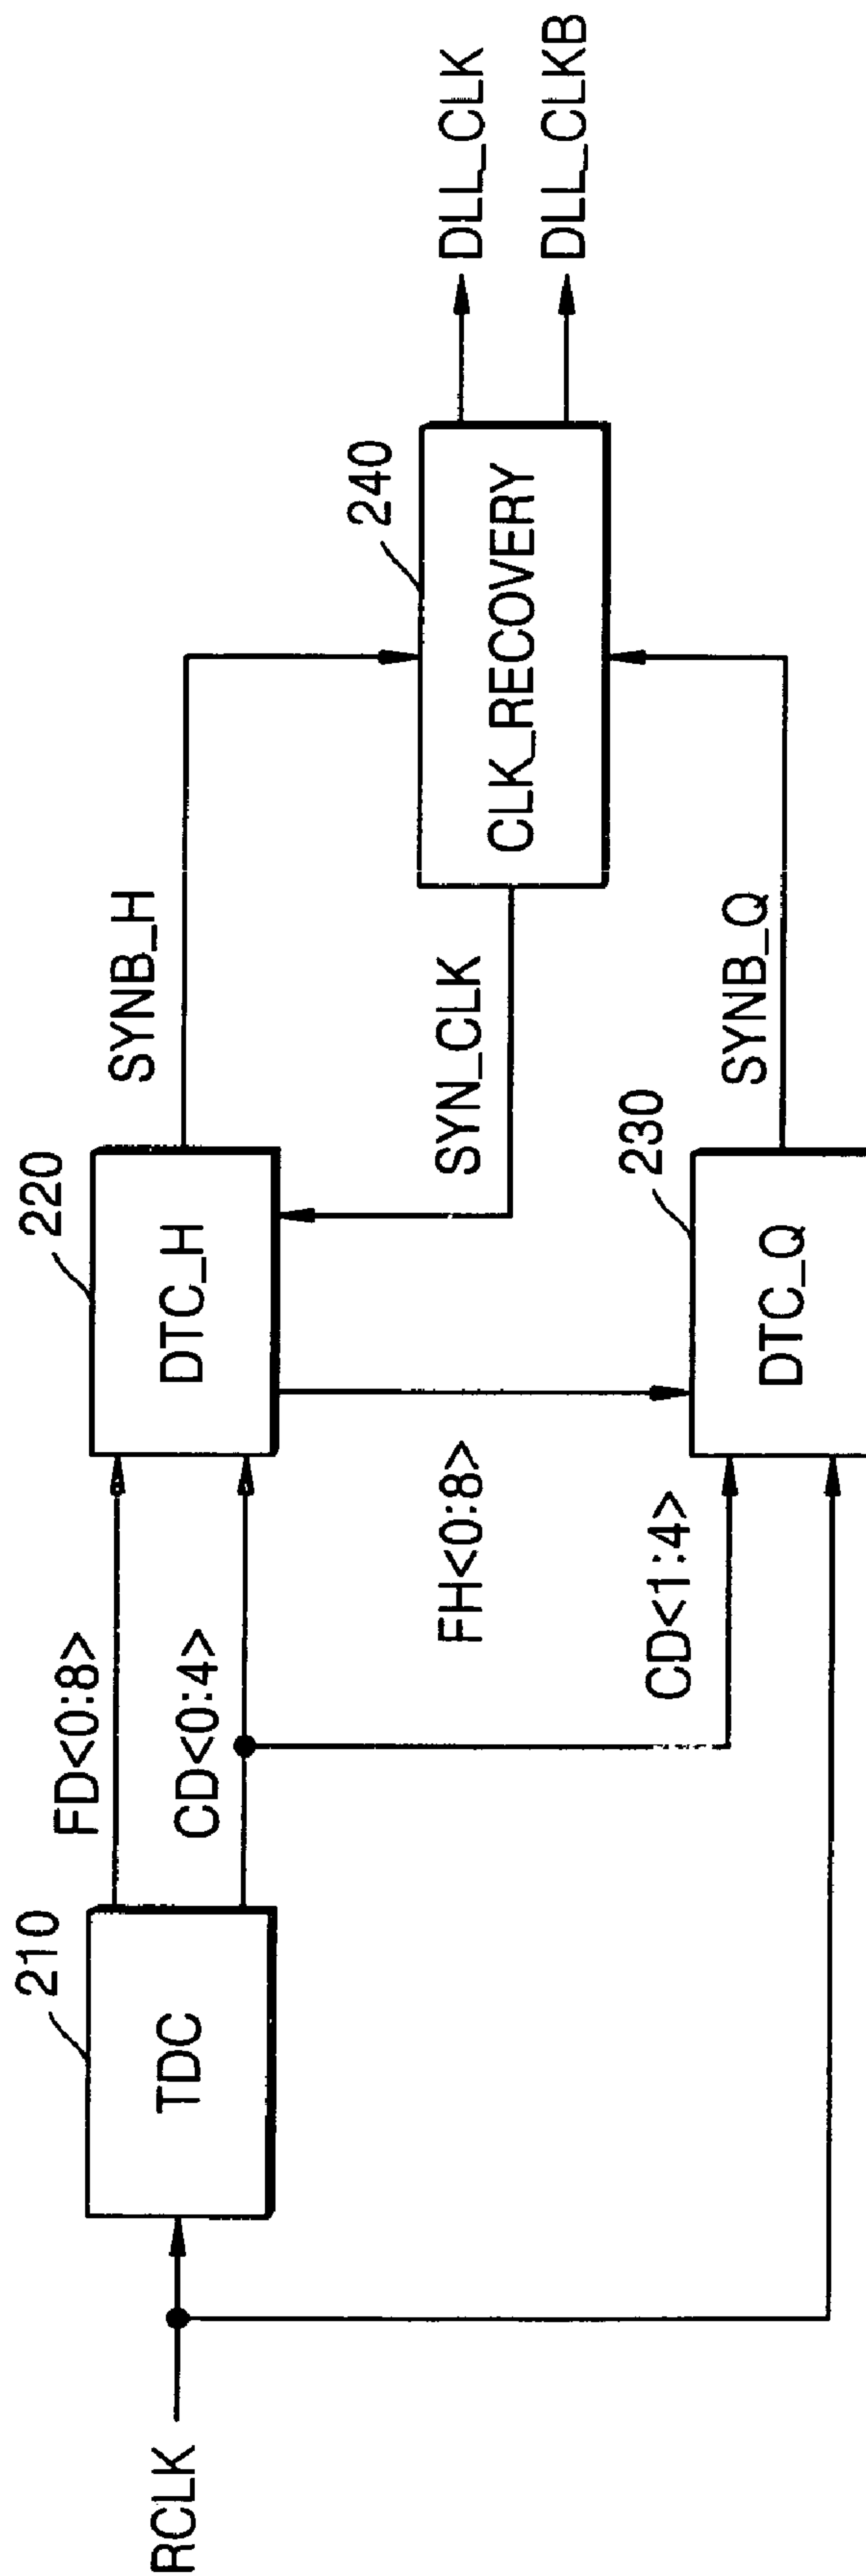 RCLK
210
TDC
FD<0:8>
CD<0:4>
220
DTC_H
FH<0:8>
CD<1:4>
230
DTC_Q
SYNB_H
SYN_CLK
SYNB_Q
240
CLK_RECOVERY
DLL_CLK
DLL_CLKB